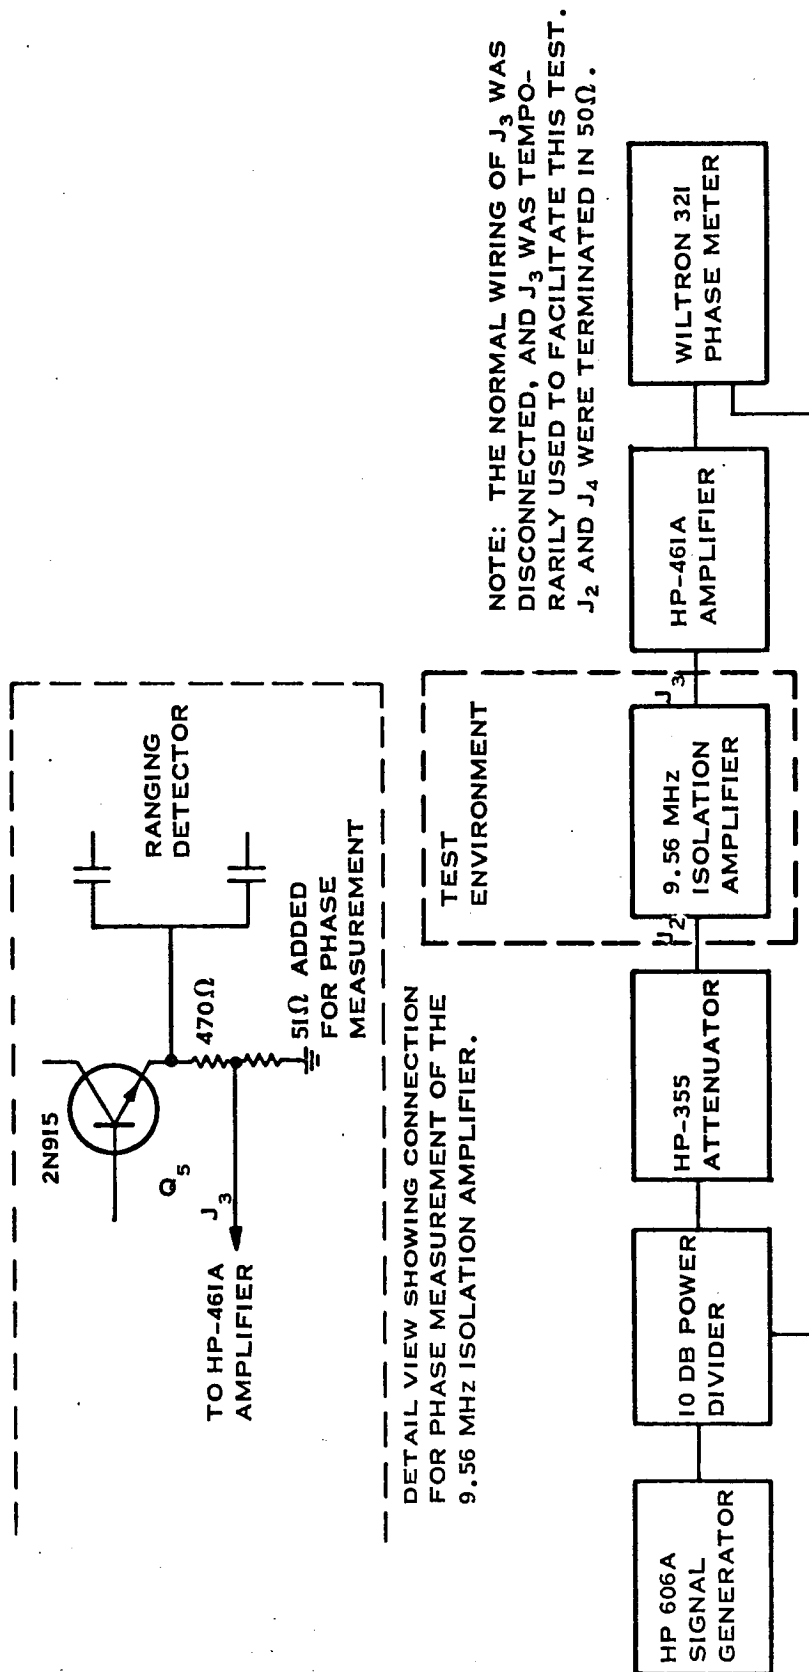 2N915
Q5
J3
TO HP-461A
AMPLIFIER
470Ω
51Ω ADDED
FOR PHASE
MEASUREMENT
RANGING
DETECTOR
DETAIL VIEW SHOWING CONNECTION
FOR PHASE MEASUREMENT OF THE
9.56 MHz ISOLATION AMPLIFIER.
NOTE: THE NORMAL WIRING OF J3 WAS
DISCONNECTED, AND J3 WAS TEMPO-
RARILY USED TO FACILITATE THIS TEST.
J2 AND J4 WERE TERMINATED IN 50Ω.
TEST
ENVIRONMENT
HP 606A
SIGNAL
GENERATOR
10 DB POWER
DIVIDER
HP-355
ATTENUATOR
J2
9.56 MHz
ISOLATION
AMPLIFIER
J3
HP-461A
AMPLIFIER
WILTRON 321
PHASE METER